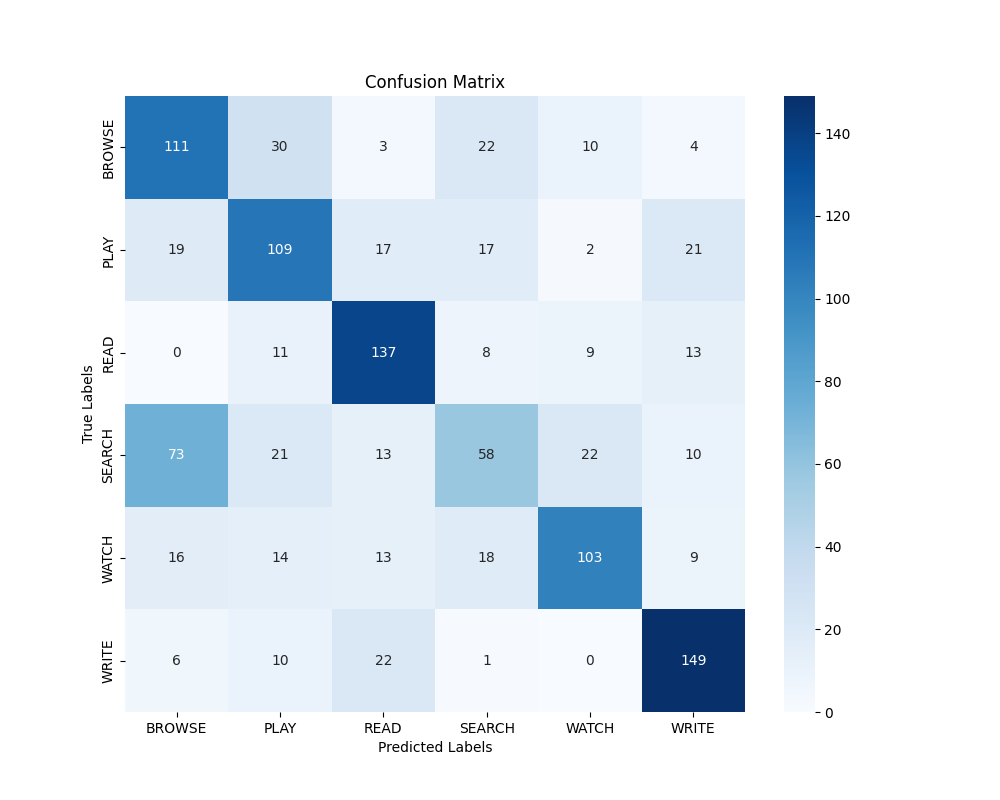 Confusion Matrix
BROWSE 111 30 3 22 10 4
PLAY 19 109 17 17 2 21
READ 0 11 137 8 9 13
SEARCH 73 21 13 58 22 10
WATCH 16 14 13 18 103 9
WRITE 6 10 22 1 0 149
BROWSE PLAY READ SEARCH WATCH WRITE
Predicted Labels
True Labels
140
120
100
80
60
40
20
0